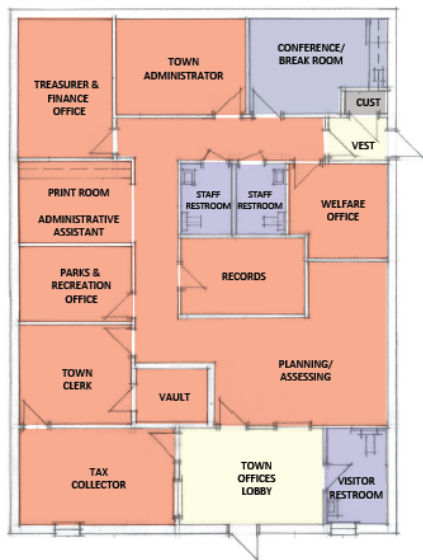 TOWN
ADMINISTRATOR
CONFERENCE/
BREAK ROOM
TREASURER &
FINANCE
OFFICE
CUST
VEST
PRINT ROOM
ADMINISTRATIVE
ASSISTANT
STAFF
RESTROOM
STAFF
RESTROOM
WELFARE
OFFICE
PARKS &
RECREATION
OFFICE
RECORDS
TOWN
CLERK
VAULT
PLANNING/
ASSESSING
TAX
COLLECTOR
TOWN
OFFICES
LOBBY
VISITOR
RESTROOM